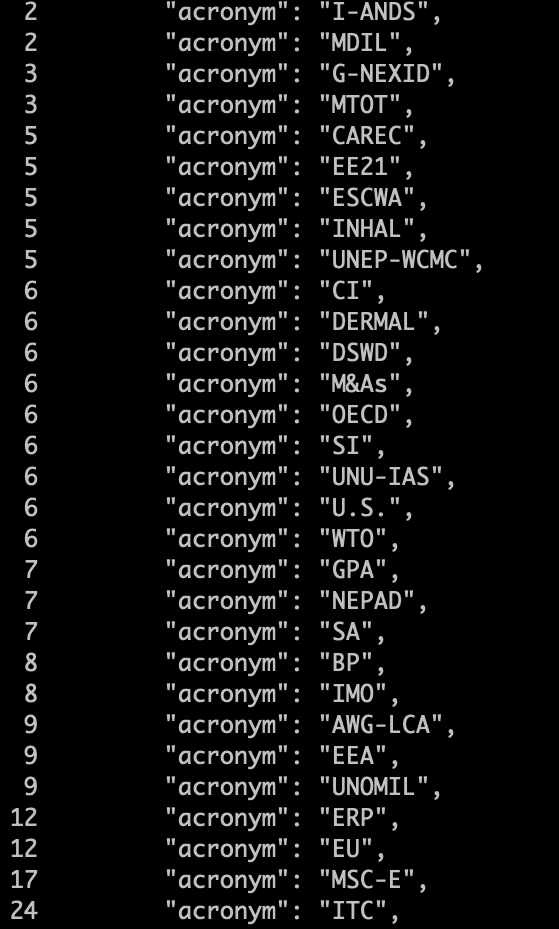 2 "acronym": "I-ANDS",
2 "acronym": "MDIL",
3 "acronym": "G-NEXID",
3 "acronym": "MTOT",
5 "acronym": "CAREC",
5 "acronym": "EE21",
5 "acronym": "ESCWA",
5 "acronym": "INHAL",
5 "acronym": "UNEP-WCMC",
6 "acronym": "CI",
6 "acronym": "DERMAL",
6 "acronym": "DSWD",
6 "acronym": "M&As",
6 "acronym": "OECD",
6 "acronym": "SI",
6 "acronym": "UNU-IAS",
6 "acronym": "U.S.",
6 "acronym": "WTO",
7 "acronym": "GPA",
7 "acronym": "NEPAD",
7 "acronym": "SA",
8 "acronym": "BP",
8 "acronym": "IMO",
9 "acronym": "AWG-LCA",
9 "acronym": "EEA",
9 "acronym": "UNOMIL",
12 "acronym": "ERP",
12 "acronym": "EU",
17 "acronym": "MSC-E",
24 "acronym": "ITC",